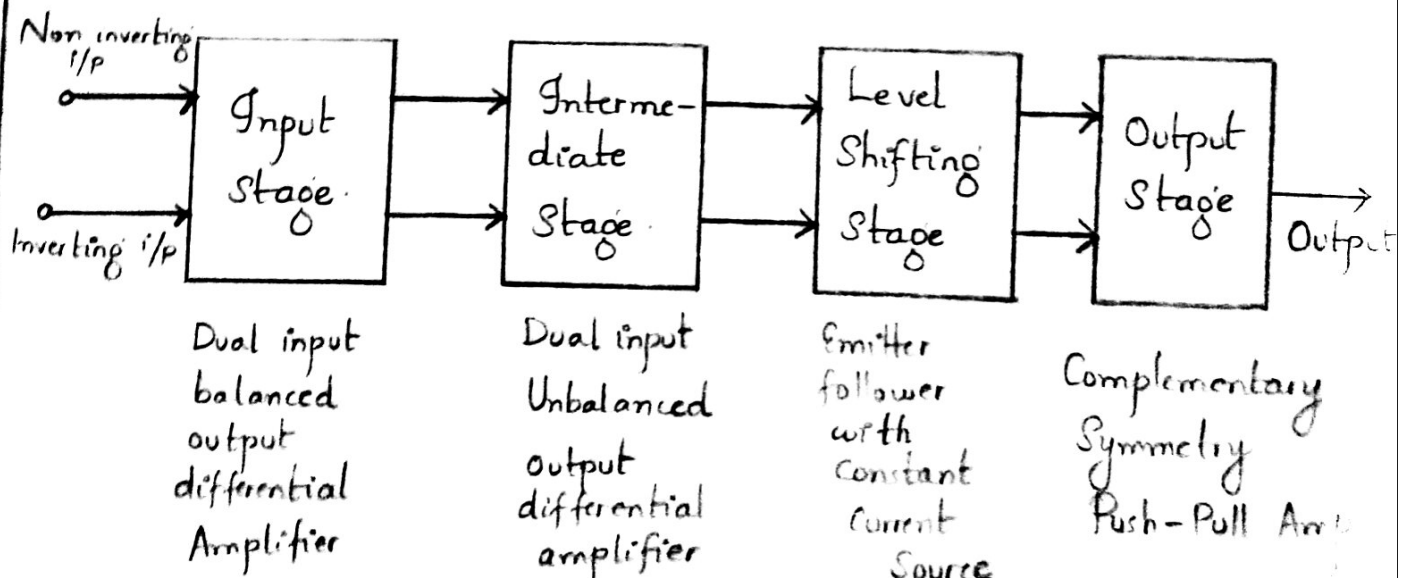 Non inverting
i/p
Inverting i/p
Input
Stage.
Interme-
diate
Stage.
Level
Shifting
Stage
Output
Stage
Output
Dual input
balanced
output
differential
Amplifier
Dual input
Unbalanced
output
differential
amplifier
Emitter
follower
with
Constant
Current
Source
Complementary
Symmetry
Push-Pull